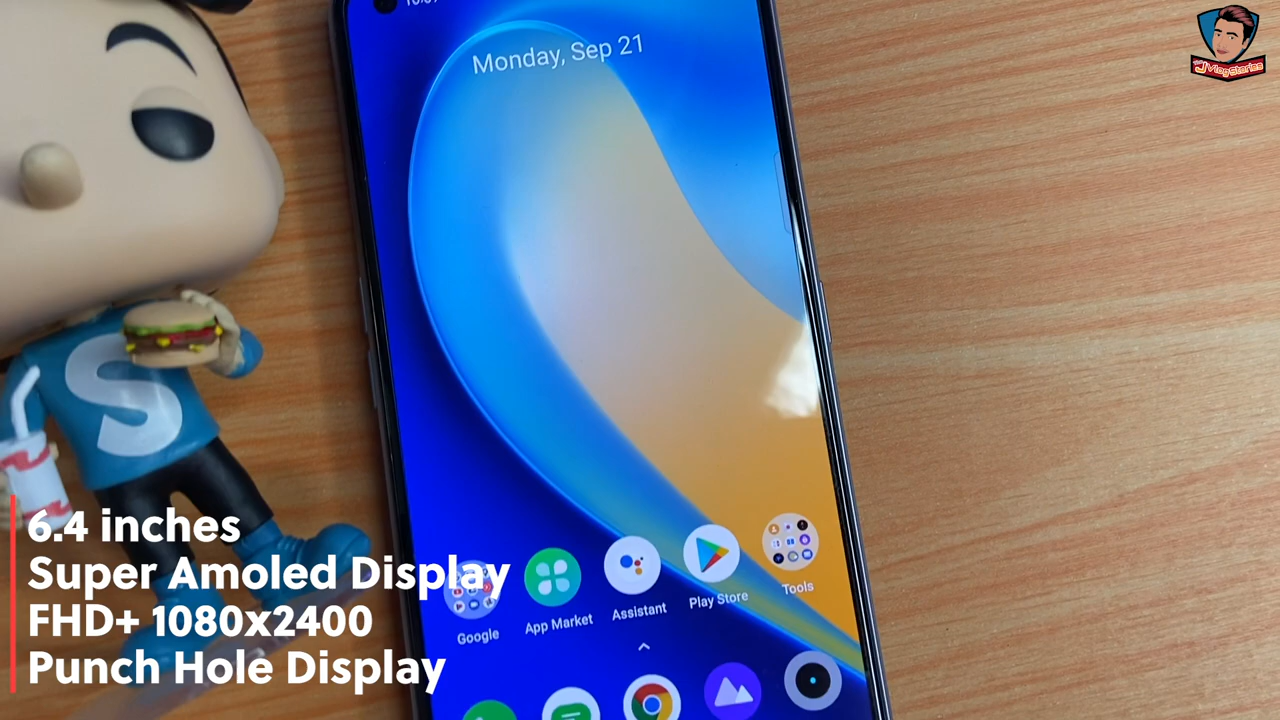 Monday, Sep 21
Google
App Market
Assistant
Play Store
Tools
S
J VlogStories
6.4 inches
Super Amoled Display
FHD+ 1080x2400
Punch Hole Display